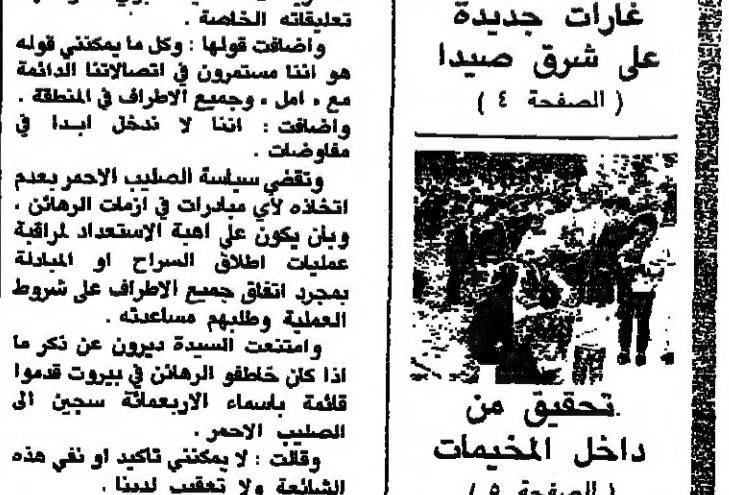 تعليقاته الخاصة .
واضافت قولها : وكل ما يمكنني قوله
هو اننا مستمرون في اتصالاتنا الدائمة
مع « امل » وجميع الاطراف في المنطقة .
واضافت : اننا لا ندخل ابدا في
مفاوضات .
وتقضي سياسة الصليب الاحمر بعدم
اتخاذه لأي مبادرات في ازمات الرهائن ،
وبان يكون على اهبة الاستعداد لمراقبة
عمليات اطلاق السراح او المبادلة
بمجرد اتفاق جميع الاطراف على شروط
العملية وطلبهم مساعدته .
وامتنعت السيدة بيرون عن ذكر ما
اذا كان خاطفو الرهائن في بيروت قدموا
قائمة باسماء الاربعمائة سجين الى
الصليب الاحمر .
وقالت : لا يمكنني تاكيد او نفي هذه
الشائعة ولا تعقيب لدينا .
غارات جديدة
على شرق صيدا
( الصفحة ٤ )
تحقيق من
داخل المخيمات
( الصفحة ٥ )